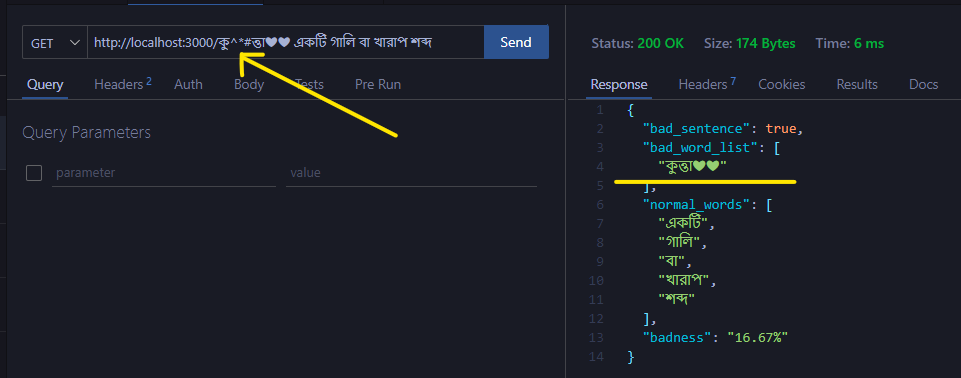 GET http://localhost:3000/কু^*#ত্তা♥♥ একটি গালি বা খারাপ শব্দ Send
Query Headers 2 Auth Body Tests Pre Run
Query Parameters
parameter value
Status: 200 OK Size: 174 Bytes Time: 6 ms
Response Headers 7 Cookies Results Docs
1 {
2 "bad_sentence": true,
3 "bad_word_list": [
4 "কুত্তা♥♥"
5 ],
6 "normal_words": [
7 "একটি",
8 "গালি",
9 "বা",
10 "খারাপ",
11 "শব্দ"
12 ],
13 "badness": "16.67%"
14 }